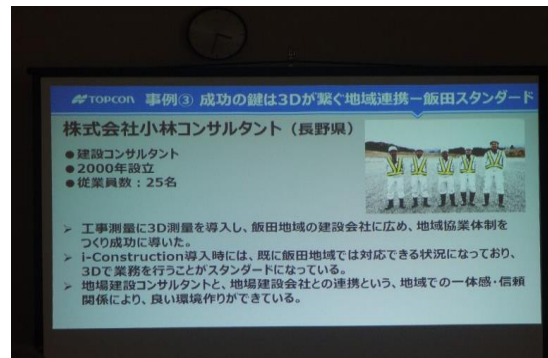 TOPCON 事例③ 成功の鍵は3Dが繋ぐ地域連携－飯田スタンダード
株式会社小林コンサルタント（長野県）
●建設コンサルタント
●2000年設立
●従業員数：25名
➢ 工事測量に3D測量を導入し、飯田地域の建設会社に広め、地域協業体制を
つくり成功に導いた。
➢ i-Construction導入時には、既に飯田地域では対応できる状況になっており、
3Dで業務を行うことがスタンダードになっている。
➢ 地場建設コンサルタントと、地場建設会社との連携という、地域での一体感・信頼
関係により、良い環境作りができている。